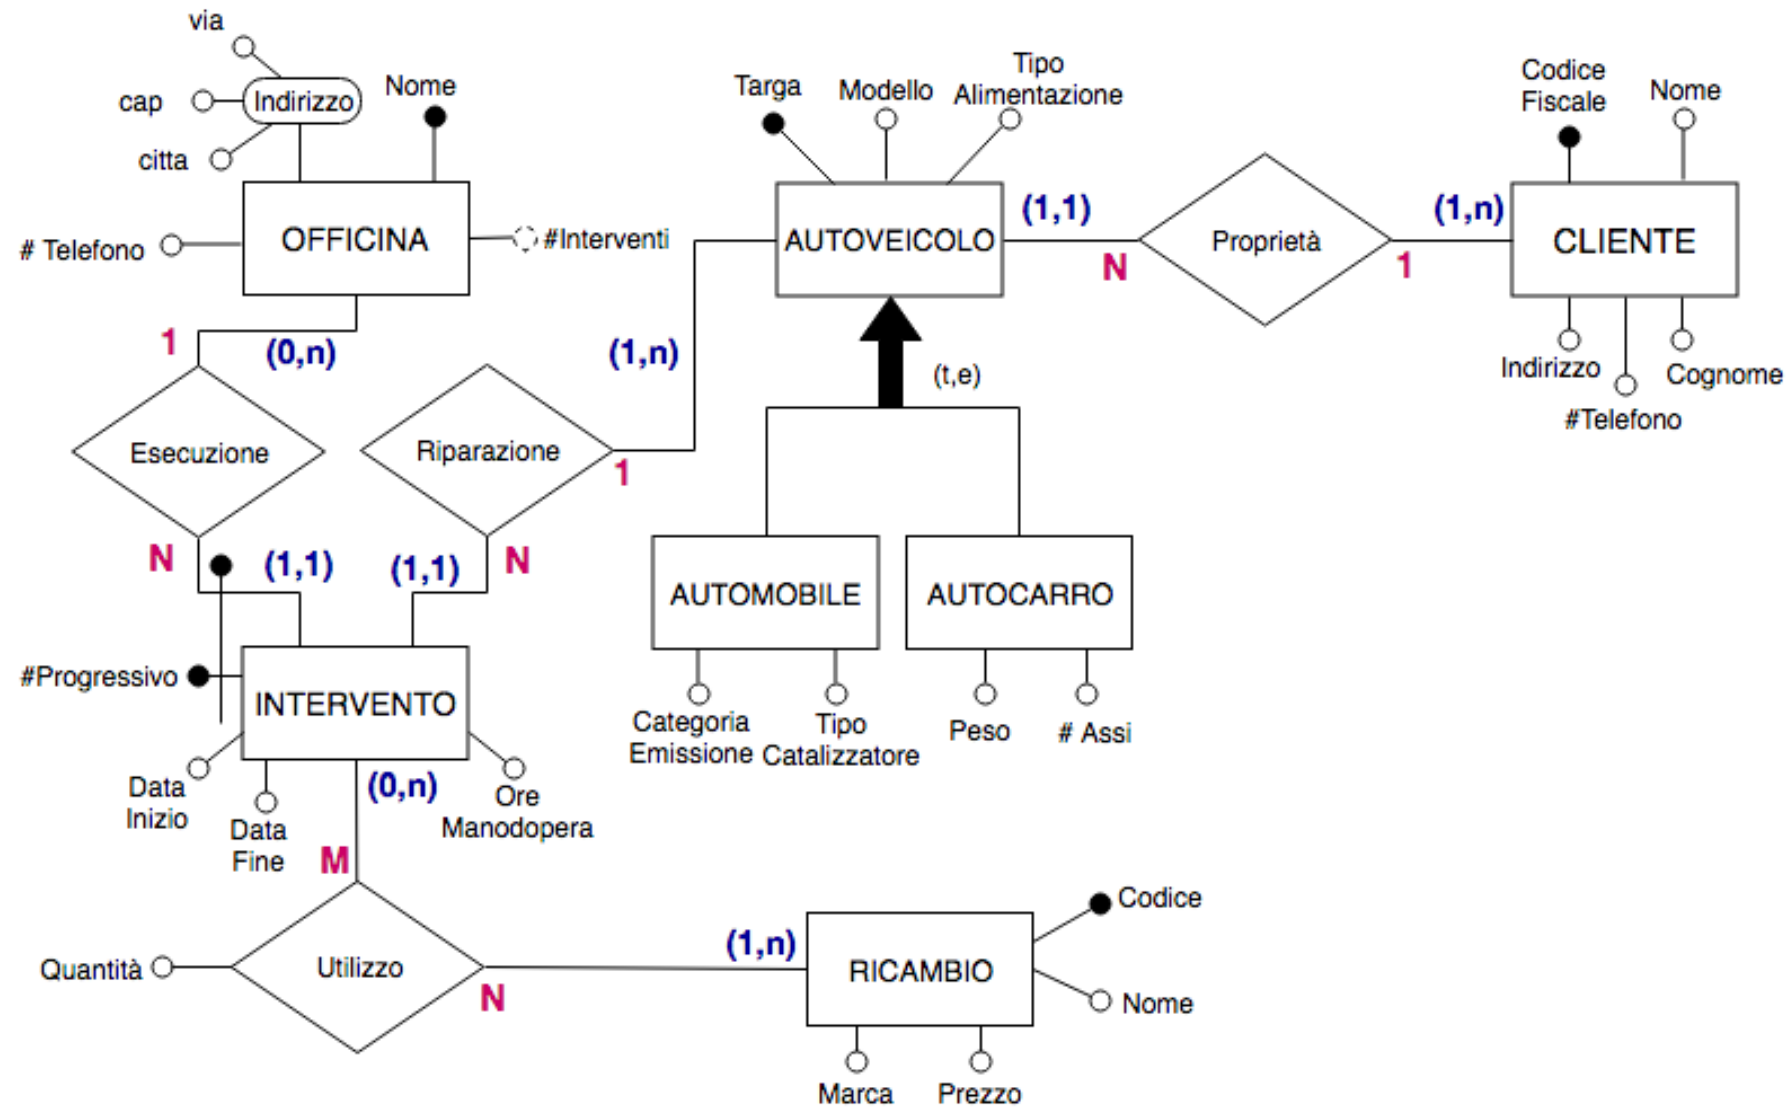 via
cap
Indirizzo
citta
Nome
# Telefono
OFFICINA
#Interventi
1
(0,n)
Esecuzione
N
(1,1)
Targa
Modello
Tipo
Alimentazione
AUTOVEICOLO
(1,1)
N
Proprietà
(1,n)
1
Codice
Fiscale
Nome
CLIENTE
Indirizzo
#Telefono
Cognome
(1,n)
Riparazione
1
(1,1)
N
(t,e)
AUTOMOBILE
AUTOCARRO
Categoria
Emissione
Tipo
Catalizzatore
Peso
# Assi
#Progressivo
INTERVENTO
Data
Inizio
Data
Fine
(0,n)
Ore
Manodopera
M
Quantità
Utilizzo
N
(1,n)
RICAMBIO
Codice
Nome
Marca
Prezzo